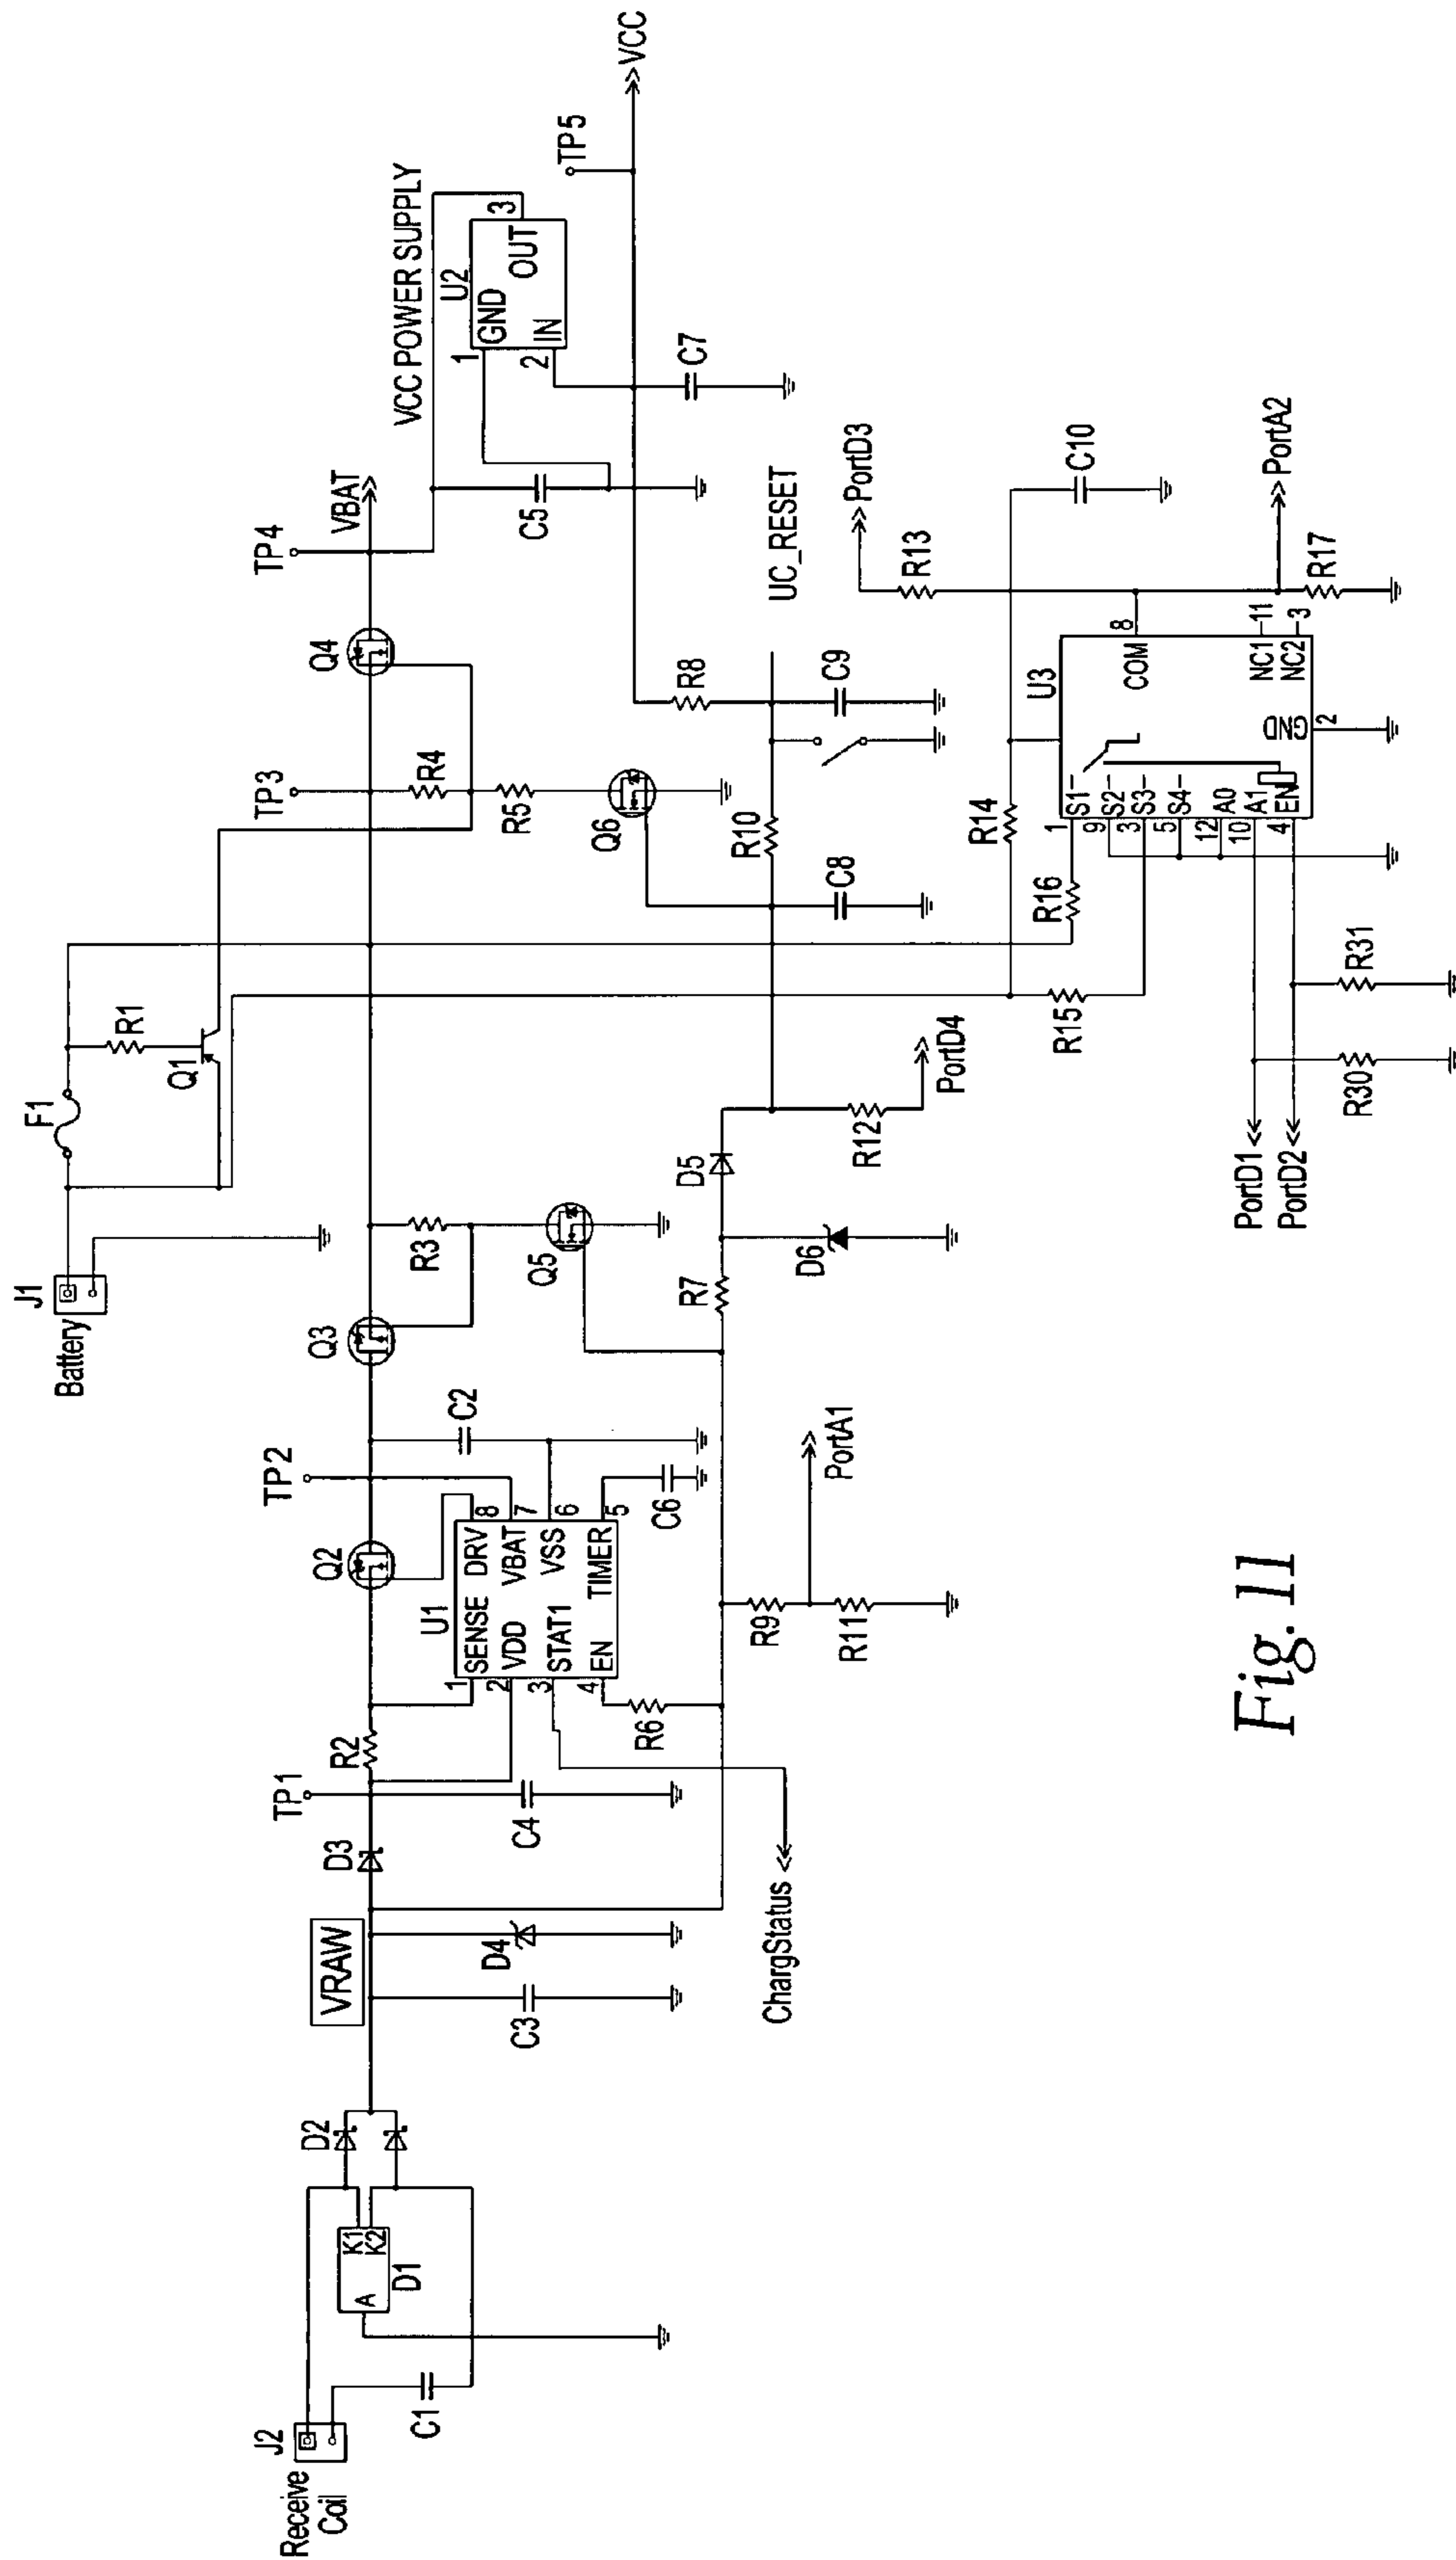 Receive
Coil
J2
C1
A
K1
K2
D1
D2
VRAW
C3
D4
D3
TP1
C4
R2
U1
SENSE
VDD
STAT1
EN
DRV
VBAT
VSS
TIMER
1
2
3
4
8
7
6
5
Q2
TP2
C2
C6
R6
ChargStatus
R9
R11
PortA1
Q3
R3
Q5
R7
D6
D5
R12
PortD4
Battery
J1
F1
R1
Q1
TP3
R4
R5
Q6
R10
C8
R8
C9
UC_RESET
Q4
TP4
VBAT
VCC POWER SUPPLY
U2
GND
IN
OUT
1
2
3
C5
C7
TP5
VCC
R14
R15
R16
U3
S1
S2
S3
S4
A0
A1
EN
1
9
3
5
12
10
4
COM
8
NC1
11
NC2
3
GND
2
R13
PortD3
C10
PortA2
R17
PortD1
PortD2
R30
R31
Fig. 11